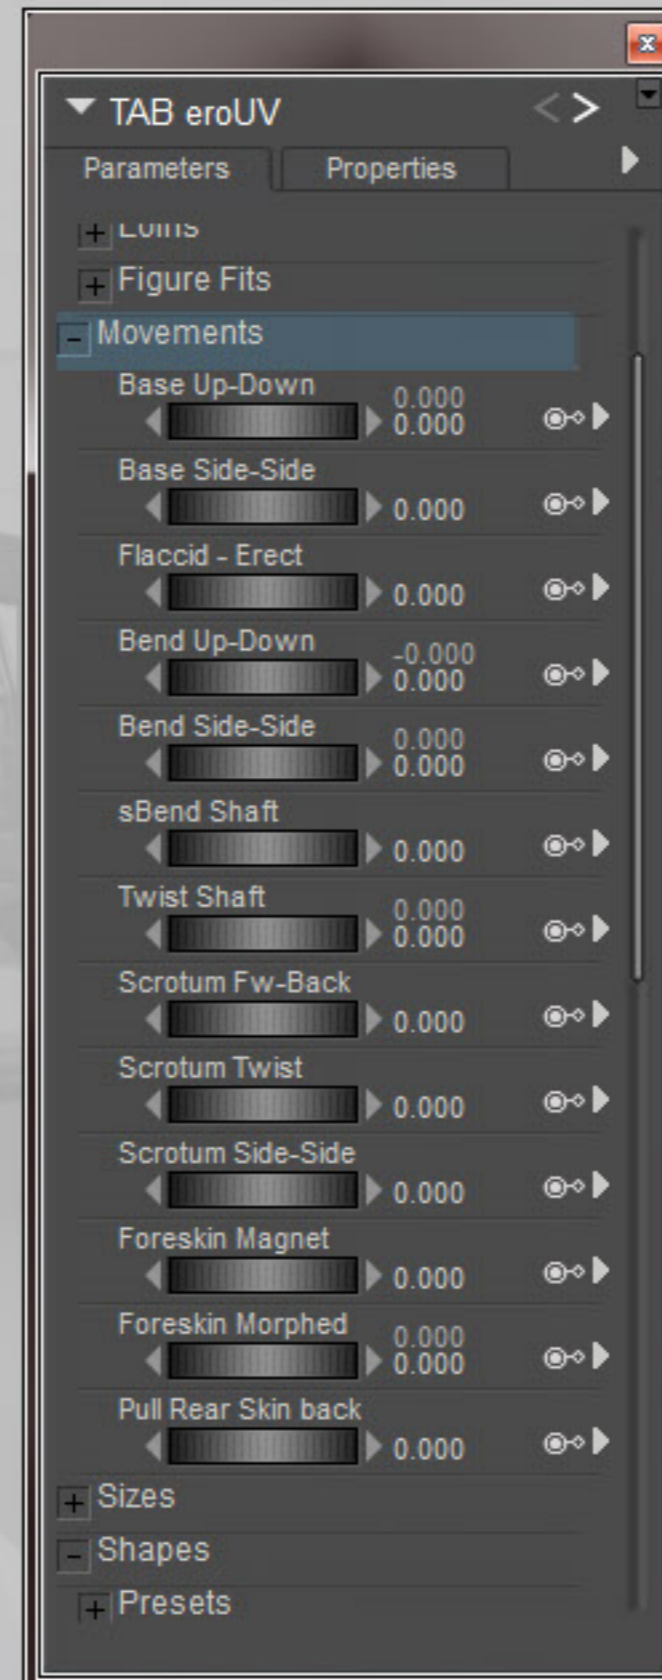 TAB eroUV
Parameters Properties
Loins
Figure Fits
Movements
Base Up-Down
0.000
0.000
Base Side-Side
0.000
Flaccid - Erect
0.000
Bend Up-Down
-0.000
0.000
Bend Side-Side
0.000
0.000
sBend Shaft
0.000
Twist Shaft
0.000
0.000
Scrotum Fw-Back
0.000
Scrotum Twist
0.000
Scrotum Side-Side
0.000
Foreskin Magnet
0.000
Foreskin Morphed
0.000
0.000
Pull Rear Skin back
0.000
Sizes
Shapes
Presets